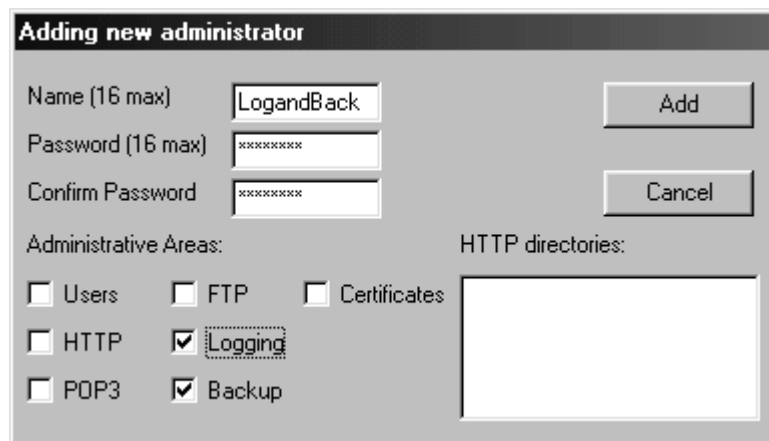 Adding new administrator
Name (16 max) LogandBack Add
Password (16 max) ********
Confirm Password ******** Cancel
Administrative Areas: HTTP directories:
Users FTP Certificates
HTTP Logging
POP3 Backup